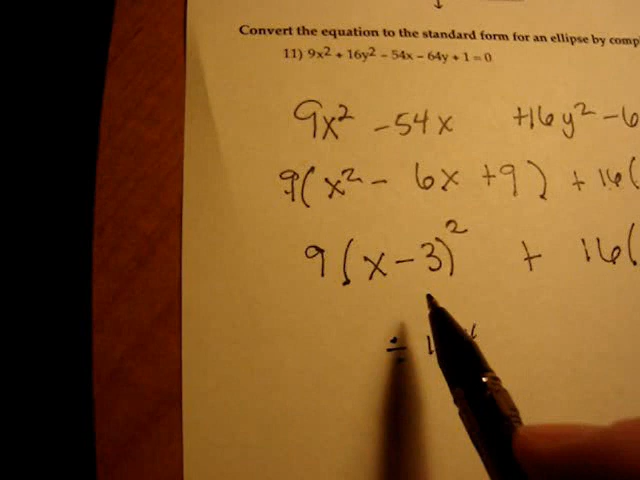 Convert the equation to the standard form for an ellipse by
11) 9x² + 16y² - 54x - 64y + 1 = 0
9x² - 54x +16y² - 6
9(x² - 6x +9) + 16(
9(x - 3)² + 16(
÷